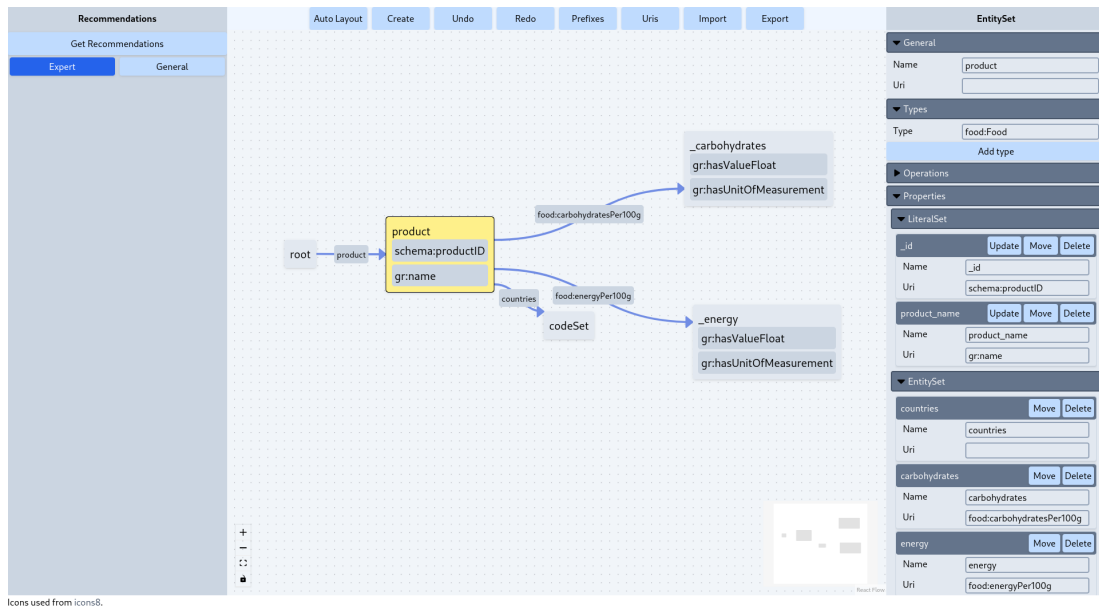 Recommendations
Get Recommendations
Expert General
Auto Layout Create Undo Redo Prefixes Uris Import Export
root
product
product
schema:productID
gr:name
food:carbohydratesPer100g
_carbohydrates
gr:hasValueFloat
gr:hasUnitOfMeasurement
countries
codeSet
food:energyPer100g
_energy
gr:hasValueFloat
gr:hasUnitOfMeasurement
React Flow
EntitySet
General
Name product
Uri
Types
Type food:Food
Add type
Operations
Properties
LiteralSet
_id Update Move Delete
Name _id
Uri schema:productID
product_name Update Move Delete
Name product_name
Uri gr:name
EntitySet
countries Move Delete
Name countries
Uri
carbohydrates Move Delete
Name carbohydrates
Uri food:carbohydratesPer100g
energy Move Delete
Name energy
Uri food:energyPer100g
Icons used from icons8.